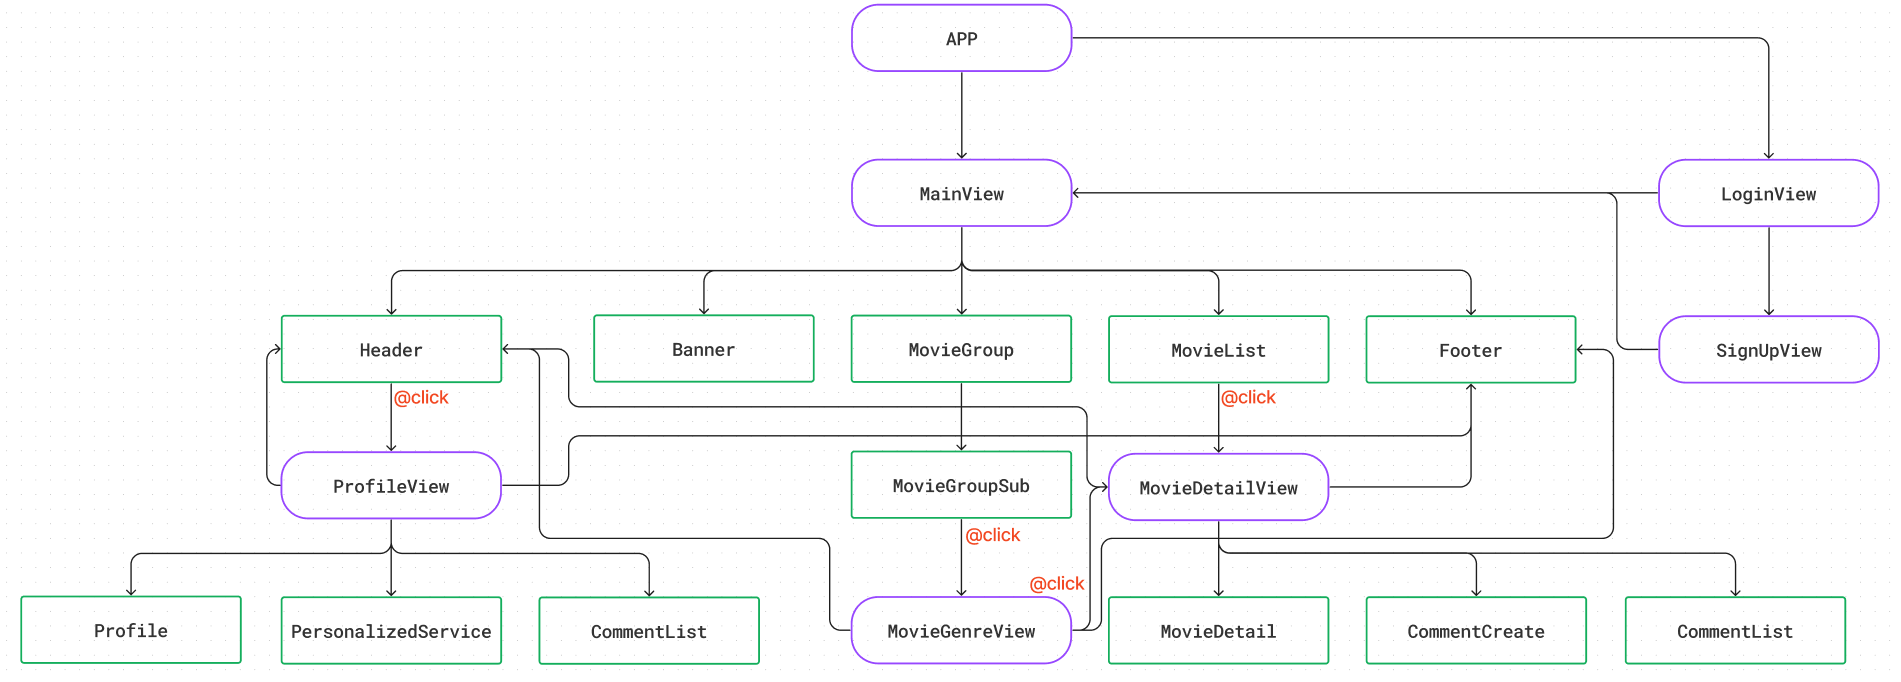 APP
MainView
LoginView
Header
Banner
MovieGroup
MovieList
Footer
SignUpView
@click
@click
ProfileView
MovieGroupSub
MovieDetailView
@click
@click
Profile
PersonalizedService
CommentList
MovieGenreView
MovieDetail
CommentCreate
CommentList